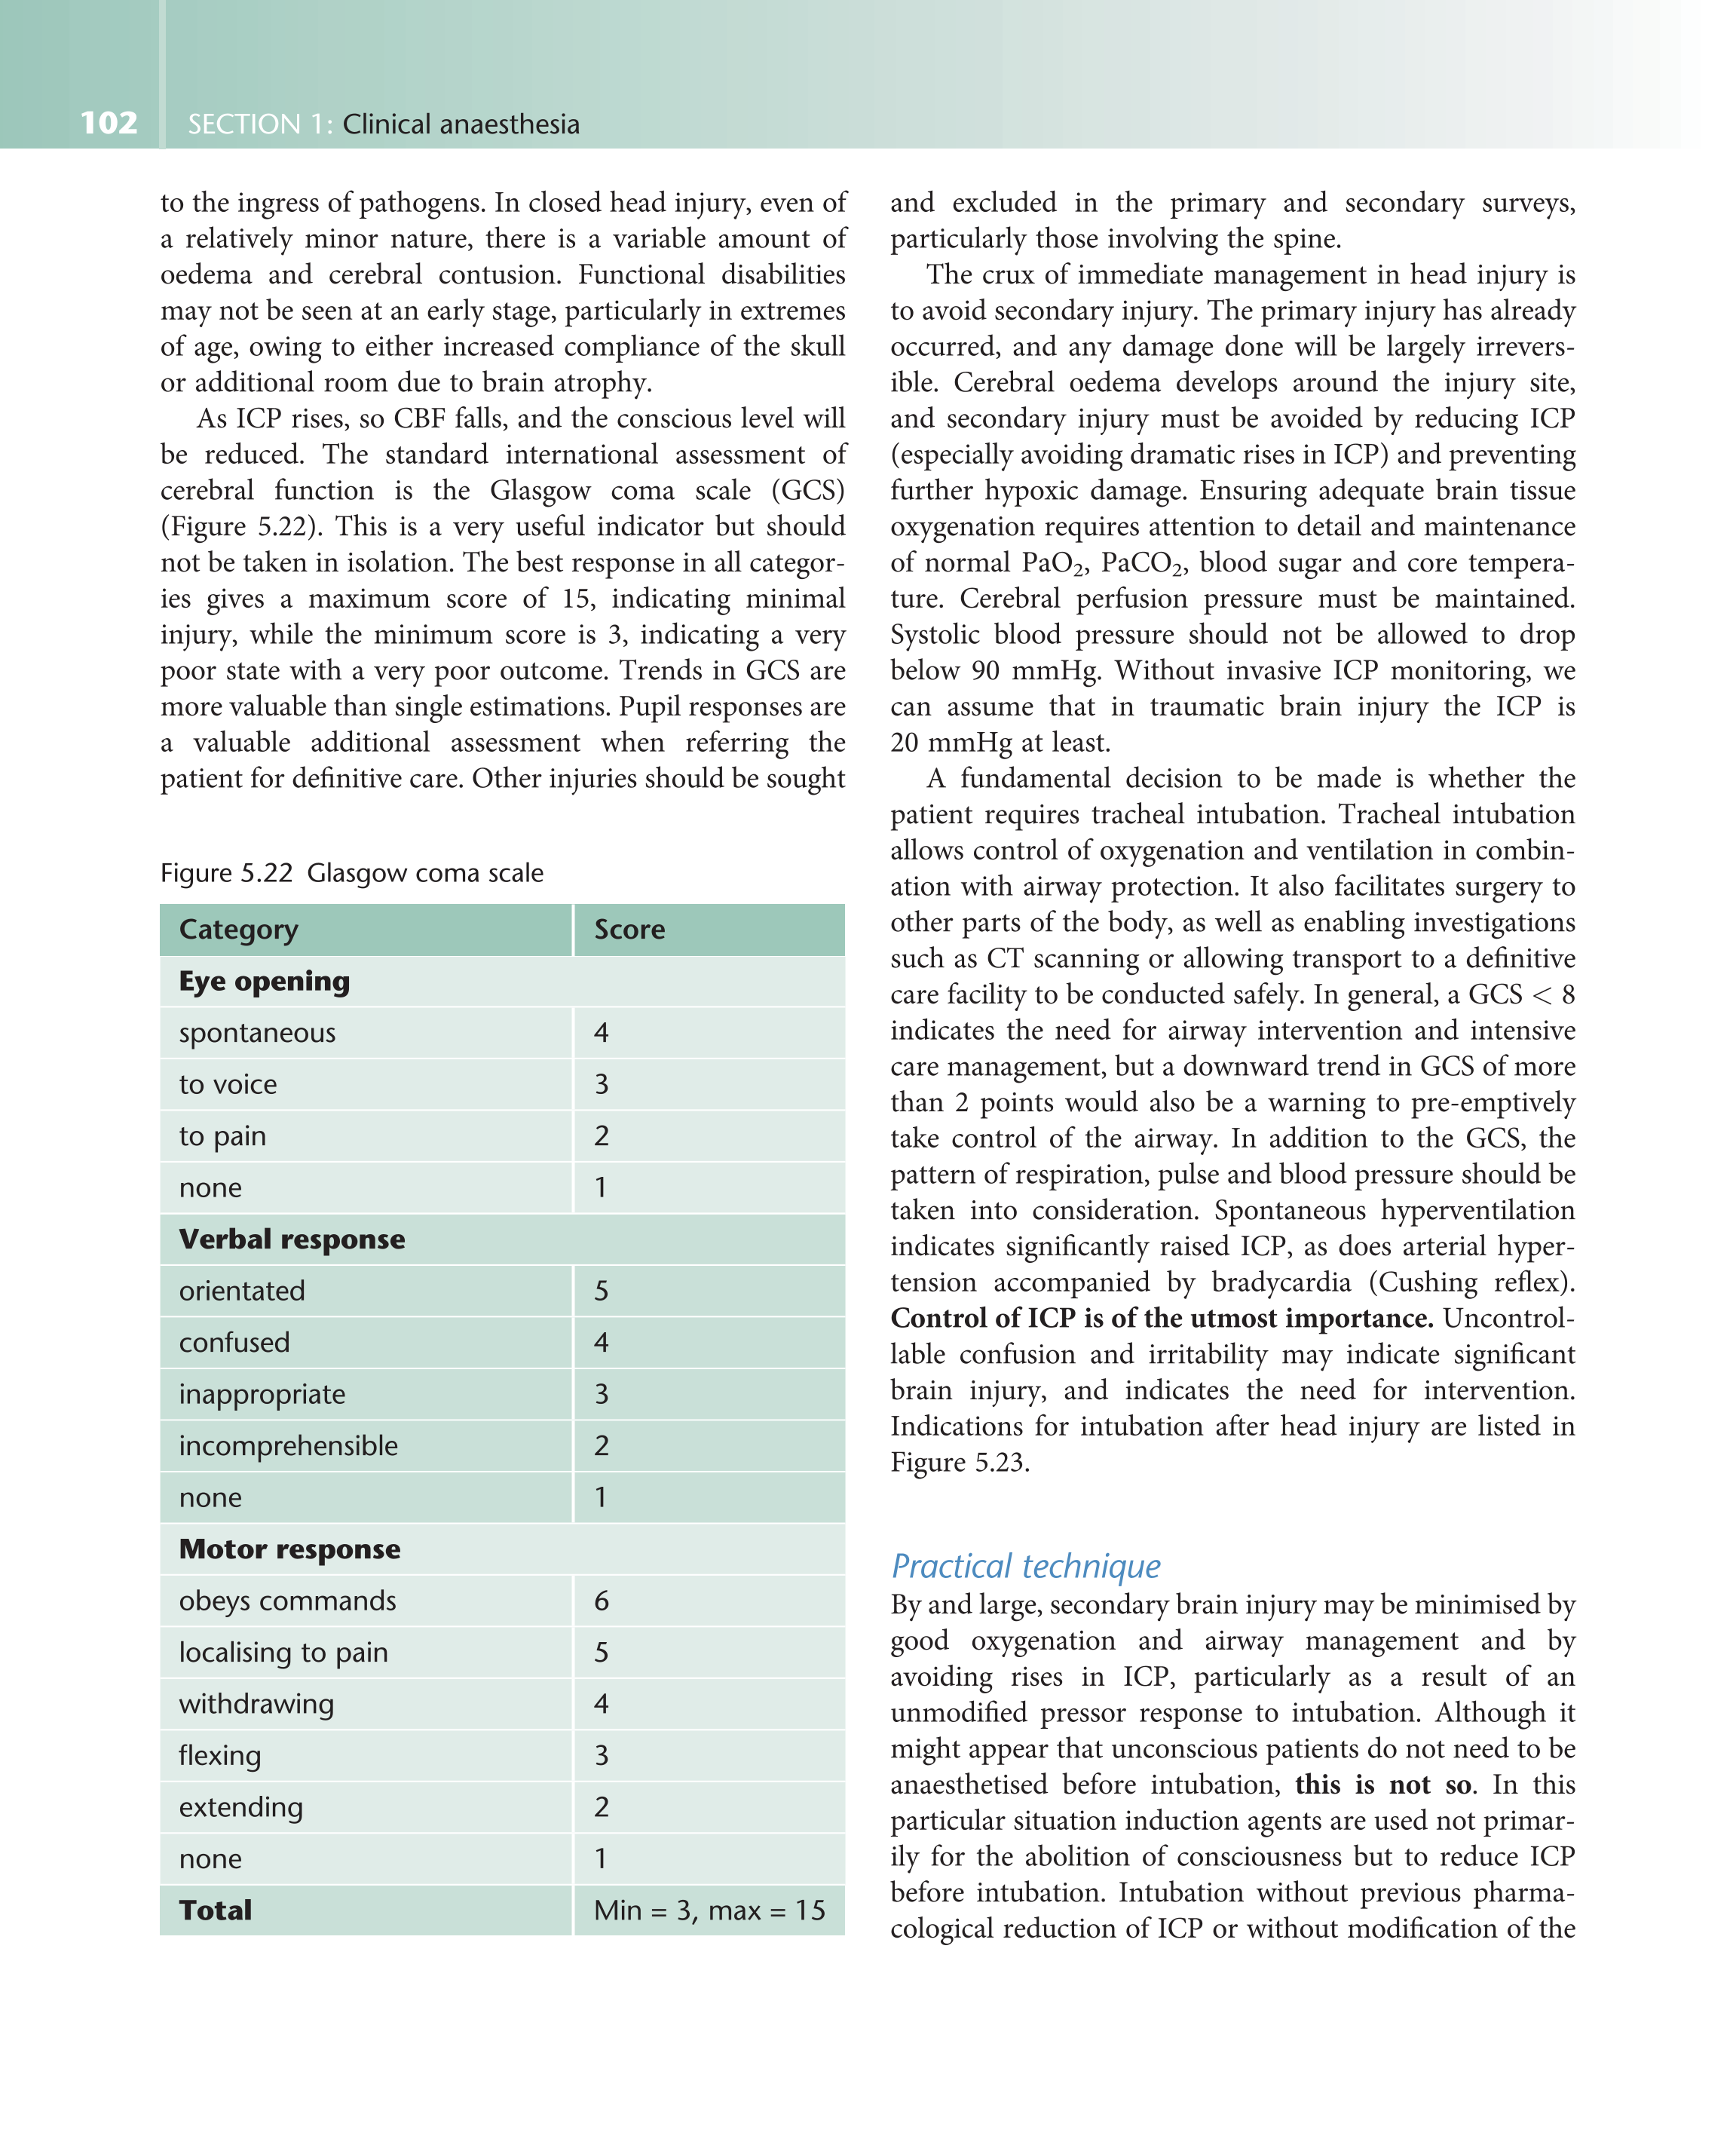 102 SECTION 1: Clinical anaesthesia
to the ingress of pathogens. In closed head injury, even of
a relatively minor nature, there is a variable amount of
oedema and cerebral contusion. Functional disabilities
may not be seen at an early stage, particularly in extremes
of age, owing to either increased compliance of the skull
or additional room due to brain atrophy.
As ICP rises, so CBF falls, and the conscious level will
be reduced. The standard international assessment of
cerebral function is the Glasgow coma scale (GCS)
(Figure 5.22). This is a very useful indicator but should
not be taken in isolation. The best response in all categor-
ies gives a maximum score of 15, indicating minimal
injury, while the minimum score is 3, indicating a very
poor state with a very poor outcome. Trends in GCS are
more valuable than single estimations. Pupil responses are
a valuable additional assessment when referring the
patient for definitive care. Other injuries should be sought
Figure 5.22 Glasgow coma scale
Category Score
Eye opening
spontaneous 4
to voice 3
to pain 2
none 1
Verbal response
orientated 5
confused 4
inappropriate 3
incomprehensible 2
none 1
Motor response
obeys commands 6
localising to pain 5
withdrawing 4
flexing 3
extending 2
none 1
Total Min = 3, max = 15
and excluded in the primary and secondary surveys,
particularly those involving the spine.
The crux of immediate management in head injury is
to avoid secondary injury. The primary injury has already
occurred, and any damage done will be largely irrevers-
ible. Cerebral oedema develops around the injury site,
and secondary injury must be avoided by reducing ICP
(especially avoiding dramatic rises in ICP) and preventing
further hypoxic damage. Ensuring adequate brain tissue
oxygenation requires attention to detail and maintenance
of normal PaO₂, PaCO₂, blood sugar and core tempera-
ture. Cerebral perfusion pressure must be maintained.
Systolic blood pressure should not be allowed to drop
below 90 mmHg. Without invasive ICP monitoring, we
can assume that in traumatic brain injury the ICP is
20 mmHg at least.
A fundamental decision to be made is whether the
patient requires tracheal intubation. Tracheal intubation
allows control of oxygenation and ventilation in combin-
ation with airway protection. It also facilitates surgery to
other parts of the body, as well as enabling investigations
such as CT scanning or allowing transport to a definitive
care facility to be conducted safely. In general, a GCS < 8
indicates the need for airway intervention and intensive
care management, but a downward trend in GCS of more
than 2 points would also be a warning to pre-emptively
take control of the airway. In addition to the GCS, the
pattern of respiration, pulse and blood pressure should be
taken into consideration. Spontaneous hyperventilation
indicates significantly raised ICP, as does arterial hyper-
tension accompanied by bradycardia (Cushing reflex).
Control of ICP is of the utmost importance. Uncontrol-
lable confusion and irritability may indicate significant
brain injury, and indicates the need for intervention.
Indications for intubation after head injury are listed in
Figure 5.23.
Practical technique
By and large, secondary brain injury may be minimised by
good oxygenation and airway management and by
avoiding rises in ICP, particularly as a result of an
unmodified pressor response to intubation. Although it
might appear that unconscious patients do not need to be
anaesthetised before intubation, this is not so. In this
particular situation induction agents are used not primar-
ily for the abolition of consciousness but to reduce ICP
before intubation. Intubation without previous pharma-
cological reduction of ICP or without modification of the